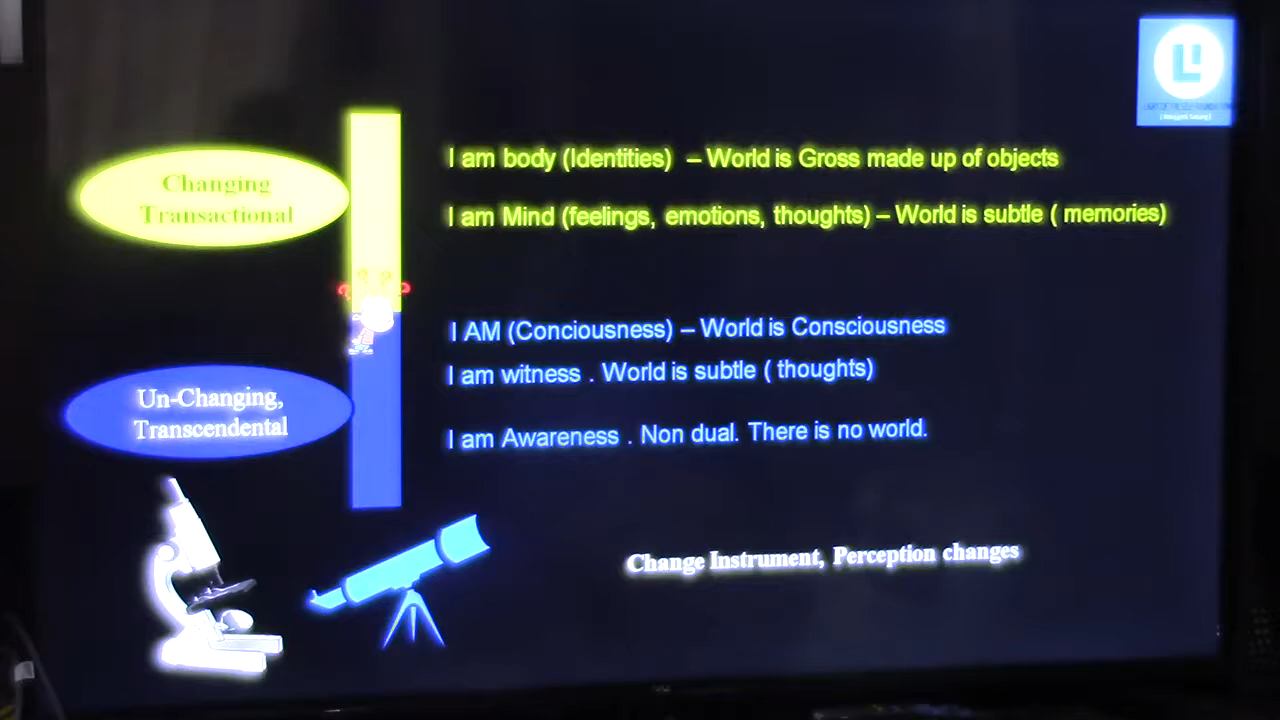 Changing
Transactional
I am body (Identities) – World is Gross made up of objects
I am Mind (feelings, emotions, thoughts) – World is subtle ( memories)
I AM (Conciousness) – World is Consciousness
I am witness . World is subtle ( thoughts)
Un-Changing,
Transcendental
I am Awareness . Non dual. There is no world.
Change Instrument, Perception changes